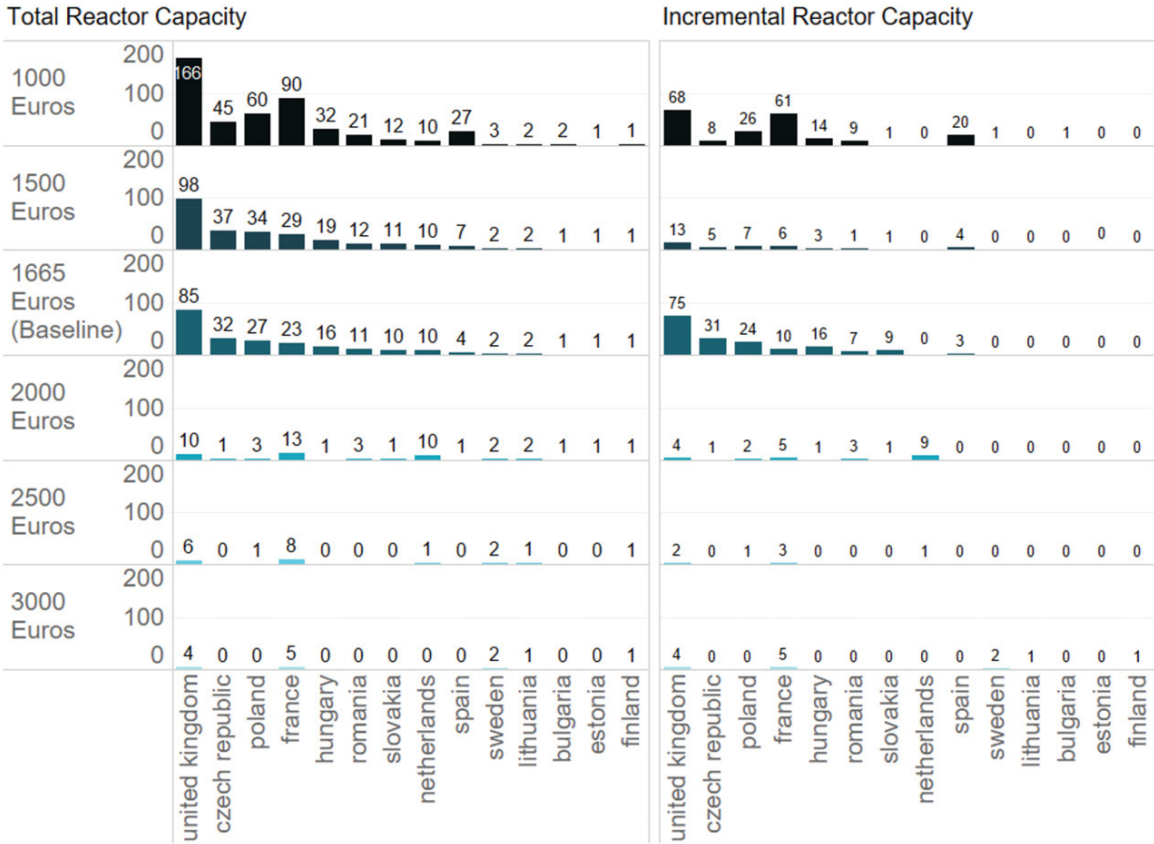 Total Reactor Capacity
Incremental Reactor Capacity
1000
Euros
200
100
0
166 45 60 90 32 21 12 10 27 3 2 2 1 1
68 8 26 61 14 9 1 0 20 1 0 1 0 0
1500
Euros
200
100
0
98 37 34 29 19 12 11 10 7 2 2 1 1 1
13 5 7 6 3 1 1 0 4 0 0 0 0 0
1665
Euros
(Baseline)
200
100
0
85 32 27 23 16 11 10 10 4 2 2 1 1 1
75 31 24 10 16 7 9 0 3 0 0 0 0 0
2000
Euros
200
100
0
10 1 3 13 1 3 1 10 1 2 2 1 1 1
4 1 2 5 1 3 1 9 0 0 0 0 0 0
2500
Euros
200
100
0
6 0 1 8 0 0 0 1 0 2 1 0 0 1
2 0 1 3 0 0 0 1 0 0 0 0 0 0
3000
Euros
200
100
0
4 0 0 5 0 0 0 0 0 2 1 0 0 1
4 0 0 5 0 0 0 0 0 2 1 0 0 1
united kingdom
czech republic
poland
france
hungary
romania
slovakia
netherlands
spain
sweden
lithuania
bulgaria
estonia
finland
united kingdom
czech republic
poland
france
hungary
romania
slovakia
netherlands
spain
sweden
lithuania
bulgaria
estonia
finland